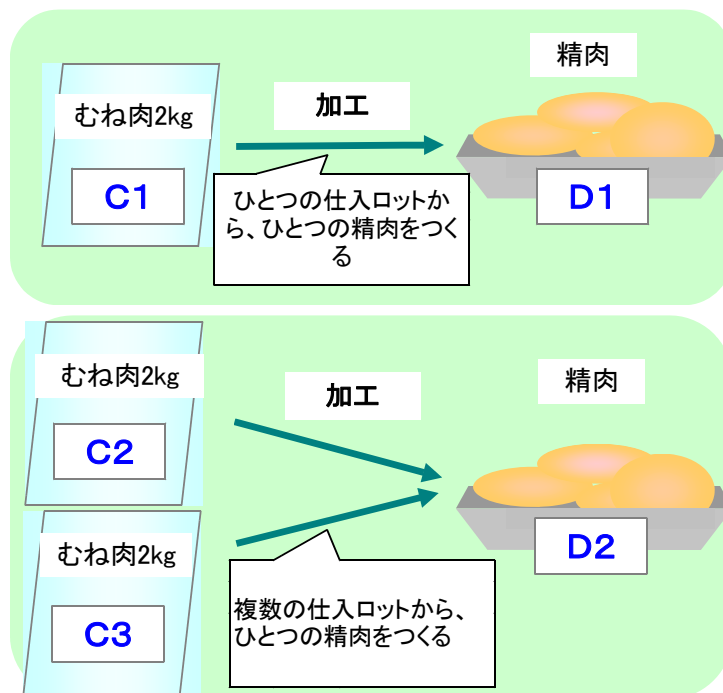 精肉
加工
むね肉2kg
C1
ひとつの仕入ロットか
ら、ひとつの精肉をつく
る
D1
むね肉2kg
加工
精肉
C2
D2
むね肉2kg
C3
複数の仕入ロットから、
ひとつの精肉をつくる